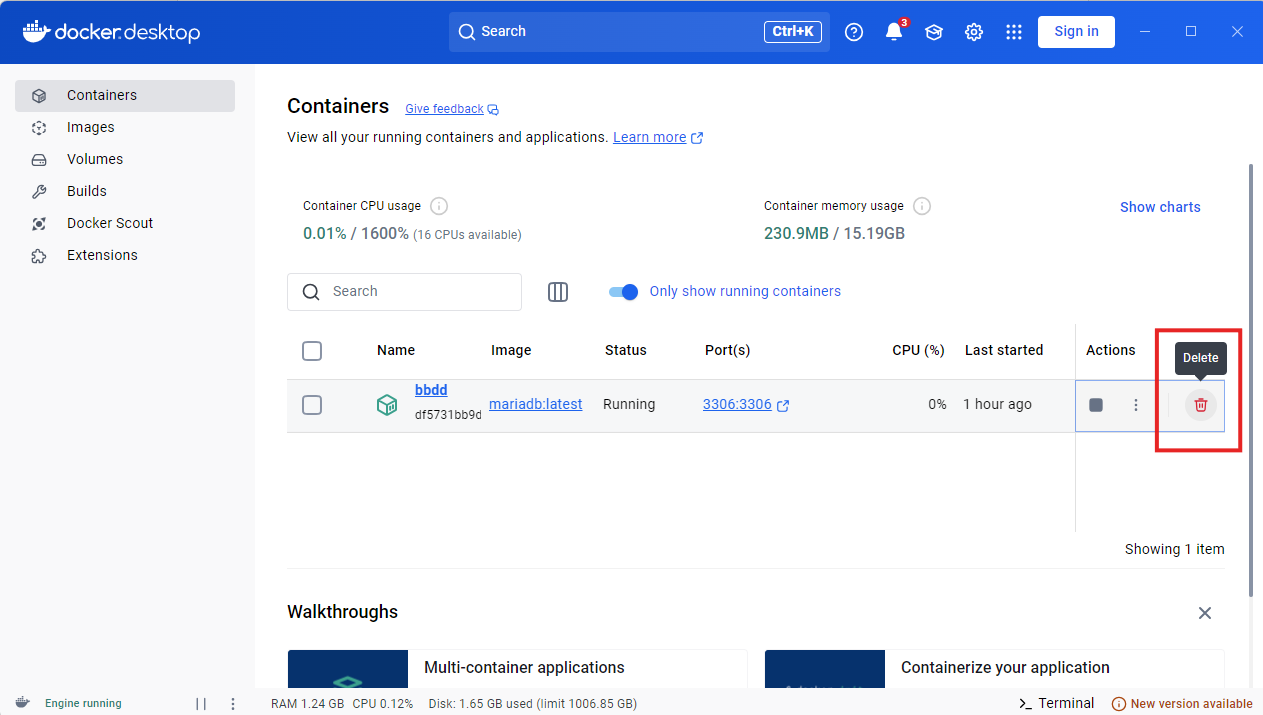 docker.desktop
Search
Ctrl+K
3
Sign in
Containers
Images
Volumes
Builds
Docker Scout
Extensions
Containers Give feedback
View all your running containers and applications. Learn more
Container CPU usage
0.01% / 1600% (16 CPUs available)
Container memory usage
230.9MB / 15.19GB
Show charts
Search
Only show running containers
Name Image Status Port(s) CPU (%) Last started Actions
Delete
bbdd
df5731bb9d
mariadb:latest Running 3306:3306 0% 1 hour ago
Showing 1 item
Walkthroughs
Multi-container applications
Containerize your application
Engine running RAM 1.24 GB CPU 0.12% Disk: 1.65 GB used (limit 1006.85 GB) >_ Terminal New version available